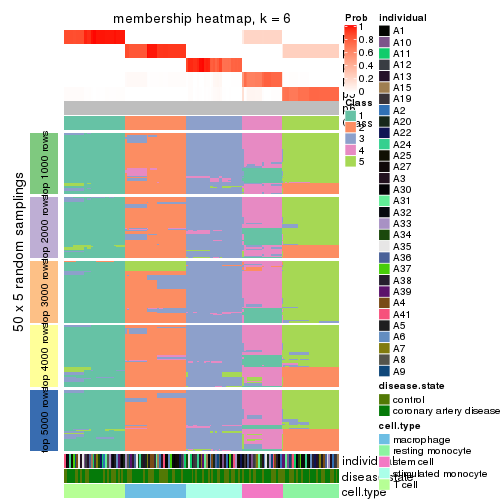 membership heatmap, k = 6
50 x 5 random samplings
top 1000 rows
top 2000 rows
top 3000 rows
top 4000 rows
top 5000 rows
individual
disease.state
cell.type
Prob
1
0.8
0.6
0.4
0.2
0
Class
1
2
3
4
5
individual
A1
A10
A11
A12
A13
A15
A19
A2
A20
A22
A24
A25
A27
A3
A30
A31
A32
A33
A34
A35
A36
A37
A38
A39
A4
A41
A5
A6
A7
A8
A9
disease.state
control
coronary artery disease
cell.type
macrophage
resting monocyte
stem cell
stimulated monocyte
T cell